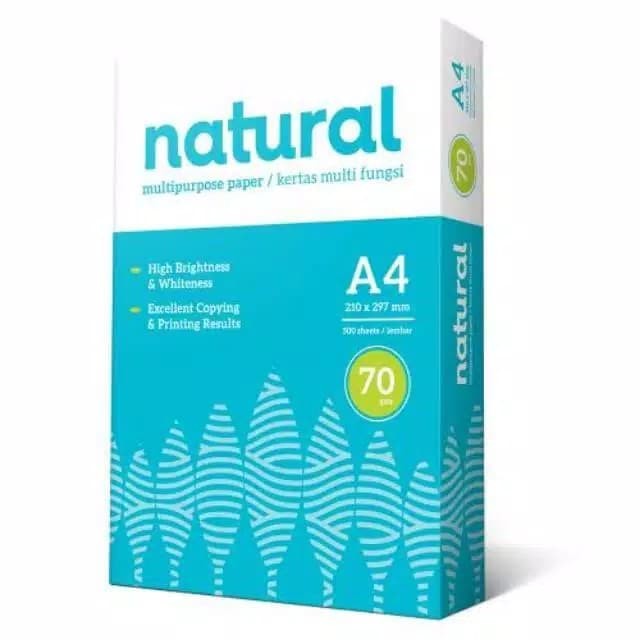 natural
multipurpose paper / kertas multi fungsi
High Brightness
& Whiteness
Excellent Copying
& Printing Results
A4
210 x 297 mm
500 sheets / lembar
70
gsm
A4
70
natural